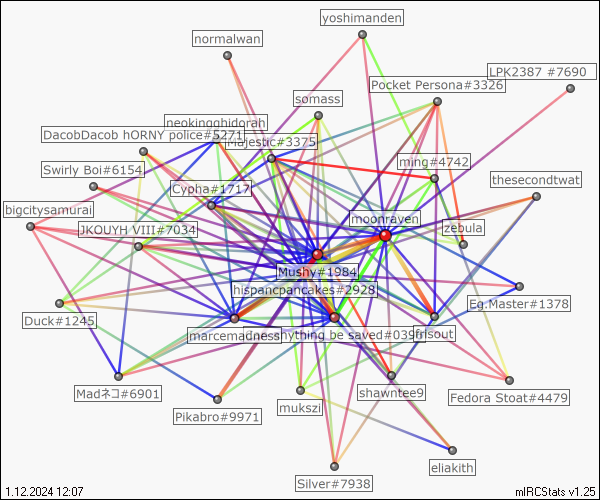 yoshimanden
normalwan
LPK2387 #7690
Pocket Persona#3326
somass
neokingghidorah
DacobDacob hORNY police#5271
Majestic#3375
ming#4742
Swirly Boi#6154
thesecondtwat
Cypha#1717
bigcitysamurai
moonraven
JKOUYH VIII#7034
zebula
Mushy#1984
hispancpancakes#2928
Eg.Master#1378
Duck#1245
marcemadness
anything be saved#039
frisout
Madネコ#6901
shawntee9
Fedora Stoat#4479
mukszi
Pikabro#9971
eliakith
Silver#7938
1.12.2024 12:07
mIRCStats v1.25